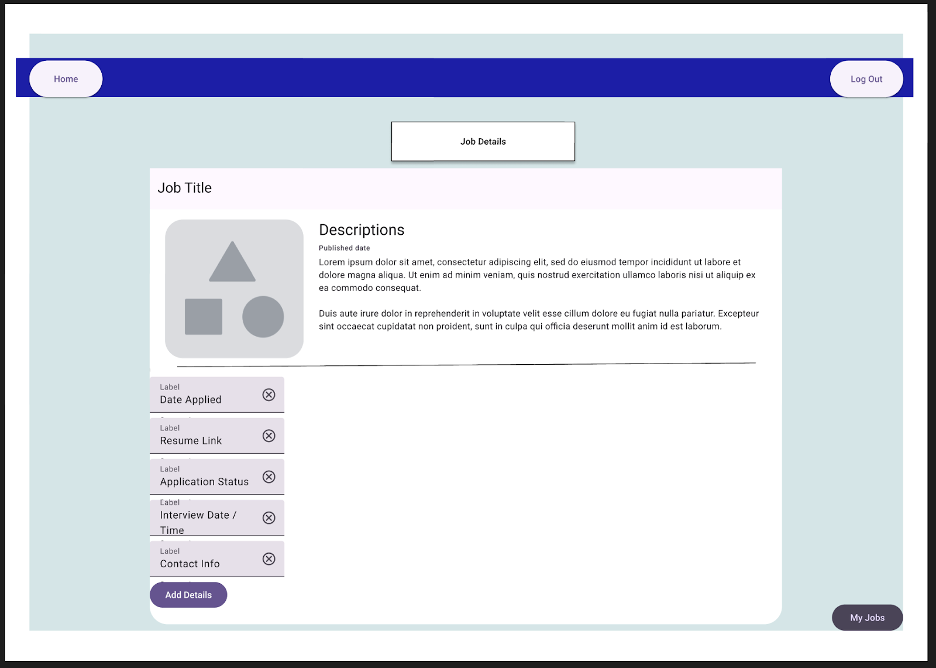 Home
Log Out
Job Details
Job Title
Descriptions
Published date
Lorem ipsum dolor sit amet, consectetur adipiscing elit, sed do eiusmod tempor incididunt ut labore et
dolore magna aliqua. Ut enim ad minim veniam, quis nostrud exercitation ullamco laboris nisi ut aliquip ex
ea commodo consequat.
Duis aute irure dolor in reprehenderit in voluptate velit esse cillum dolore eu fugiat nulla pariatur. Excepteur
sint occaecat cupidatat non proident, sunt in culpa qui officia deserunt mollit anim id est laborum.
Label
Date Applied
Label
Resume Link
Label
Application Status
Label
Interview Date /
Time
Label
Contact Info
Add Details
My Jobs